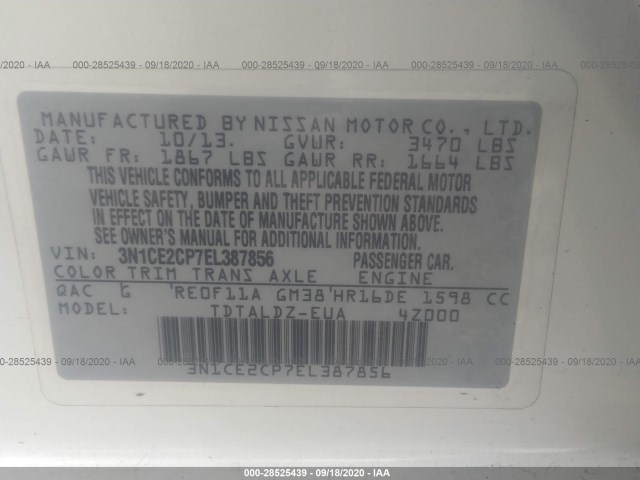 /2020 - IAA 000-28525439 - 09/18/2020 - IAA 000-28525439 - 09/18/2020 - IAA 000-28525439 - 09/18
MANUFACTURED BY NISSAN MOTOR CO., LTD.
DATE: 10/13. GVWR: 3470 LBS
GAWR FR: 1867 LBS GAWR RR: 1664 LBS
THIS VEHICLE CONFORMS TO ALL APPLICABLE FEDERAL MOTOR
VEHICLE SAFETY, BUMPER AND THEFT PREVENTION STANDARDS
IN EFFECT ON THE DATE OF MANUFACTURE SHOWN ABOVE.
SEE OWNER'S MANUAL FOR ADDITIONAL INFORMATION.
VIN: 3N1CE2CP7EL387856 PASSENGER CAR.
COLOR TRIM TRANS AXLE ENGINE
QAC G 'RE0F11A GM38'HR16DE 1598 CC
MODEL: TDTALDZ-EUA 4Z000
3N1CE2CP7EL387856
/2020 - IAA 000-28525439 - 09/18/2020 - IAA 000-28525439 - 09/18/2020 - IAA 000-28525439 - 09/18
000-28525439 - 09/18/2020 - IAA